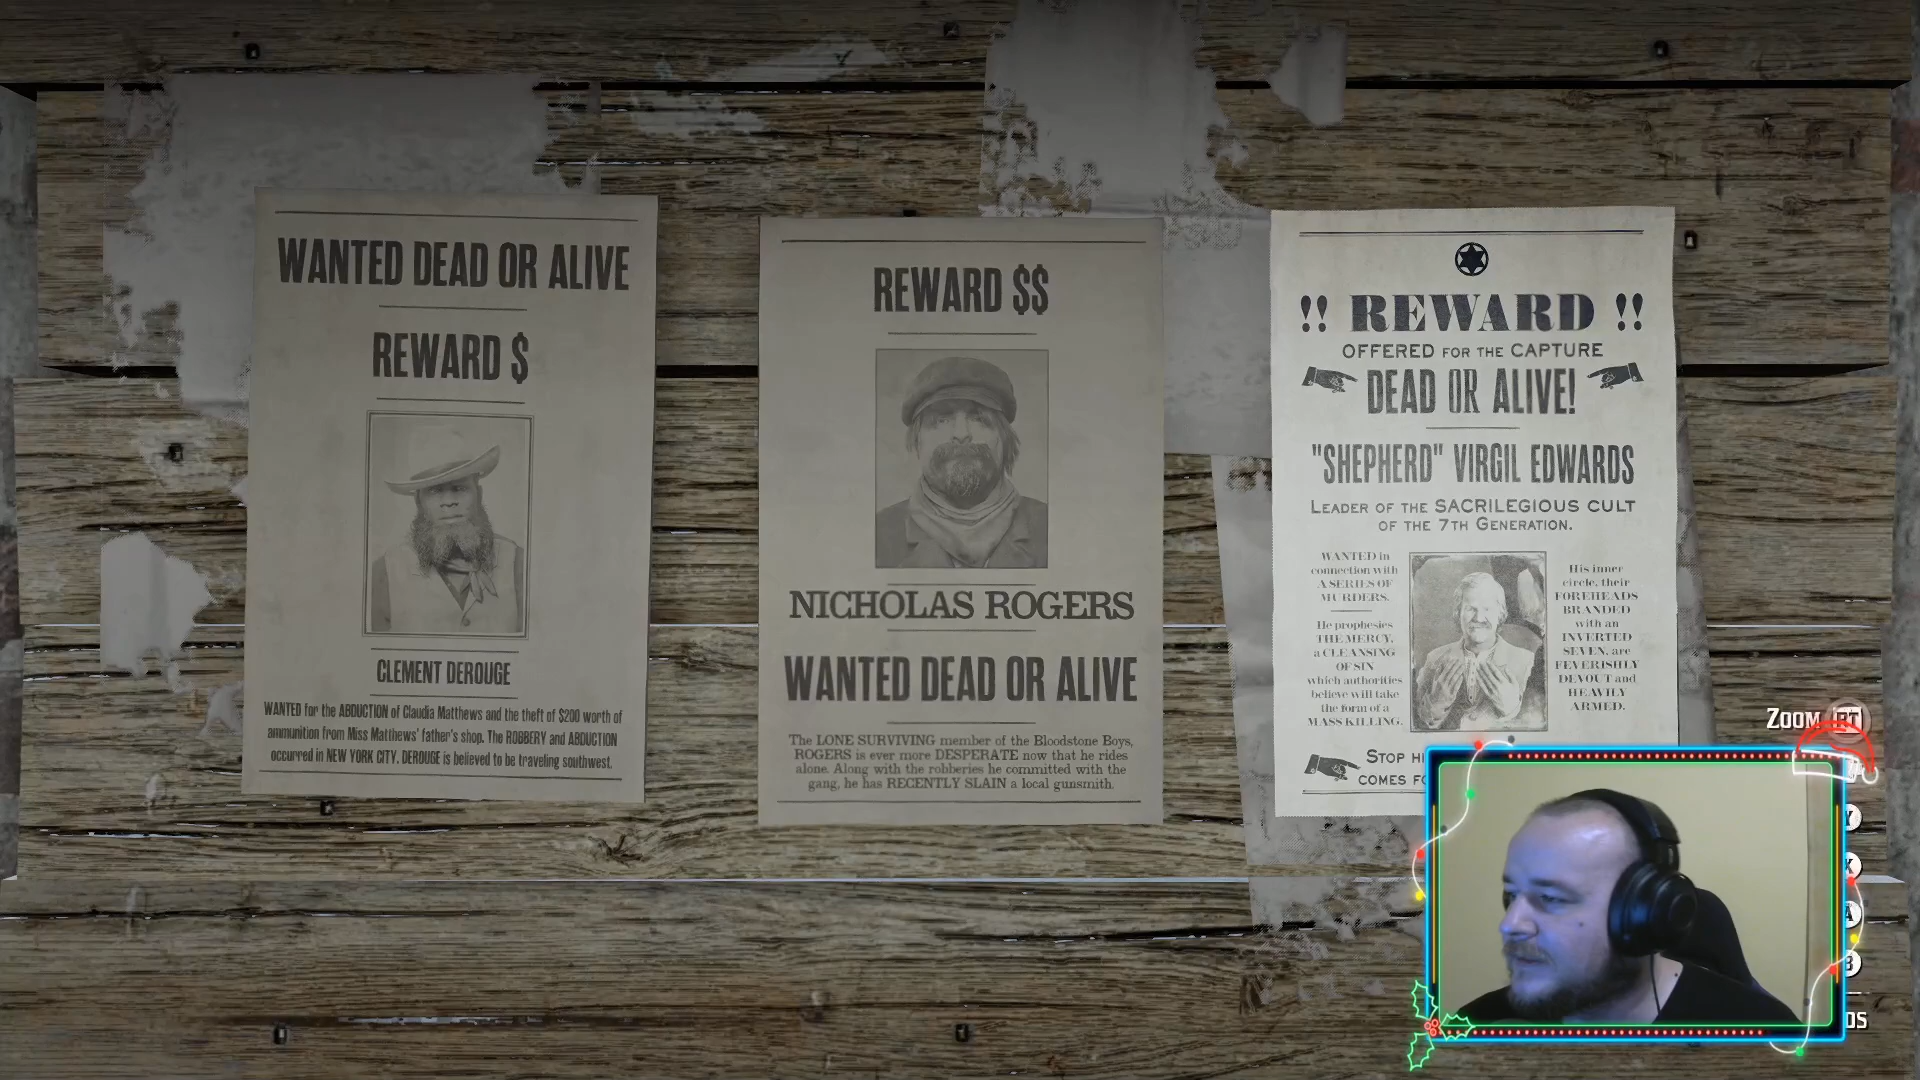 WANTED DEAD OR ALIVE
REWARD $
CLEMENT DEROUGE
WANTED for the ABDUCTION of Claudia Matthews and the theft of $200 worth of
ammunition from Miss Matthews' father's shop. The ROBBERY and ABDUCTION
occurred in NEW YORK CITY. DEROUGE is believed to be traveling southwest.
REWARD $$
NICHOLAS ROGERS
WANTED DEAD OR ALIVE
The LONE SURVIVING member of the Bloodstone Boys,
ROGERS is ever more DESPERATE now that he rides
alone. Along with the robberies he committed with the
gang, he has RECENTLY SLAIN a local gunsmith.
!! REWARD !!
OFFERED FOR THE CAPTURE
DEAD OR ALIVE!
"SHEPHERD" VIRGIL EDWARDS
LEADER OF THE SACRILEGIOUS CULT
OF THE 7TH GENERATION.
WANTED in
connection with
A SERIES OF
MURDERS.
He prophesies
THE MERCY,
a CLEANSING
OF SIN
which authorities
believe will take
the form of a
MASS KILLING.
His inner
circle, their
FOREHEADS
BRANDED
with an
INVERTED
SEVEN, are
FEVERISHLY
DEVOUT and
HEAVILY
ARMED.
STOP
COMES
ZOOM RT
Y
X
A
B